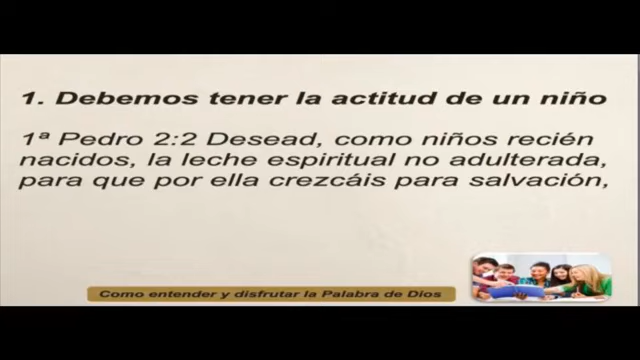 1. Debemos tener la actitud de un niño
1ª Pedro 2:2 Desead, como niños recién
nacidos, la leche espiritual no adulterada,
para que por ella crezcáis para salvación,
Como entender y disfrutar la Palabra de Dios